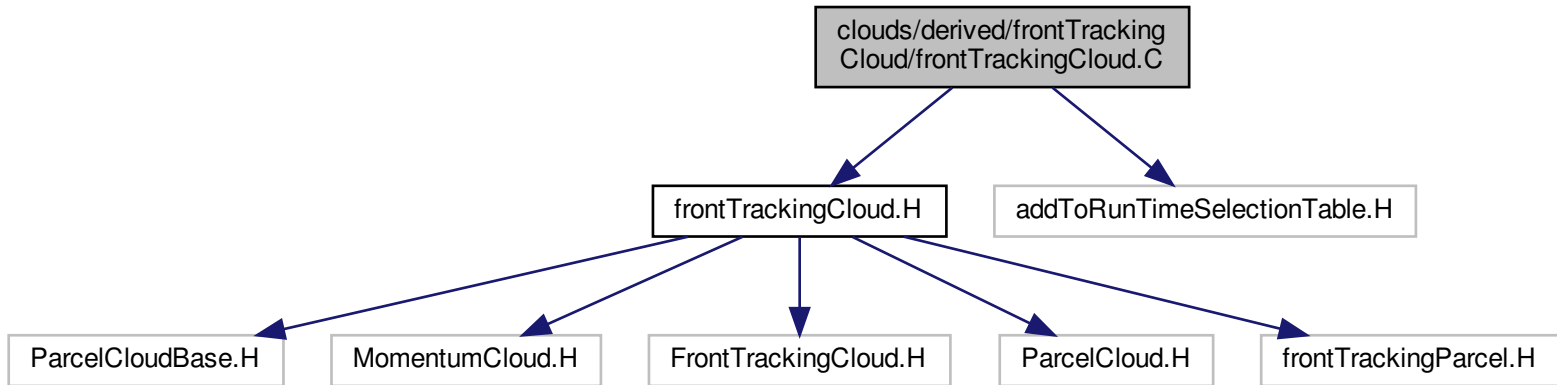 clouds/derived/frontTracking
Cloud/frontTrackingCloud.C
frontTrackingCloud.H
addToRunTimeSelectionTable.H
ParcelCloudBase.H
MomentumCloud.H
FrontTrackingCloud.H
ParcelCloud.H
frontTrackingParcel.H